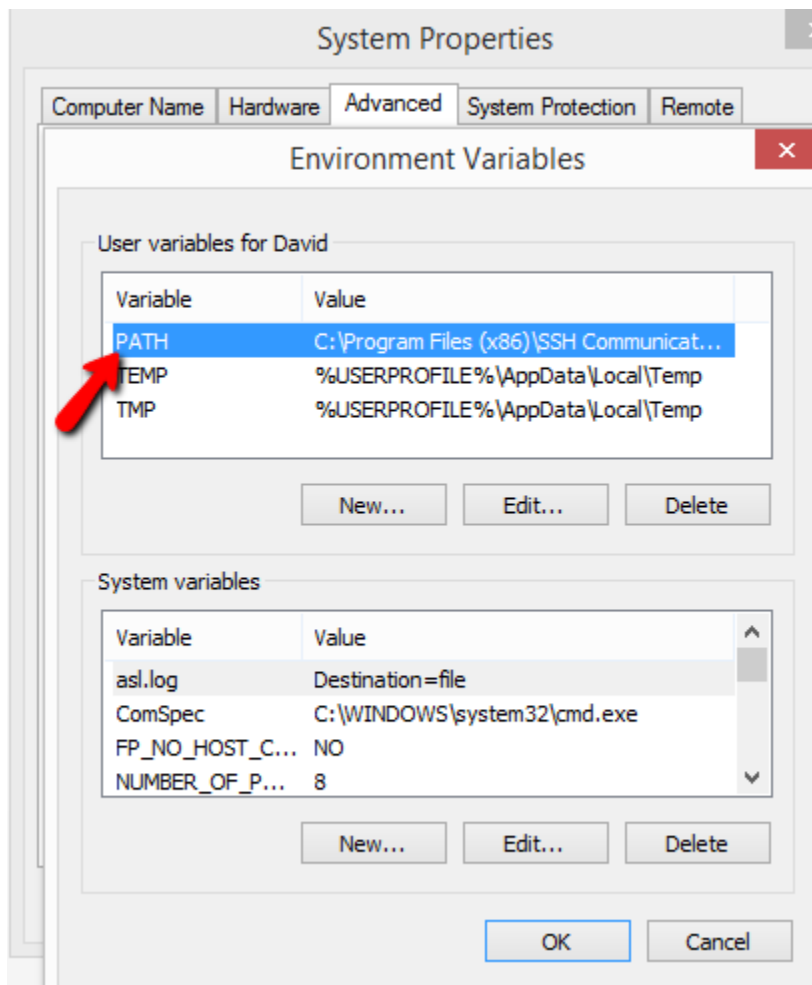 System Properties
Computer Name Hardware Advanced System Protection Remote
Environment Variables
User variables for David
Variable Value
PATH C:\Program Files (x86)\SSH Communicat...
TEMP %USERPROFILE%\AppData\Local\Temp
TMP %USERPROFILE%\AppData\Local\Temp
New... Edit... Delete
System variables
Variable Value
asl.log Destination=file
ComSpec C:\WINDOWS\system32\cmd.exe
FP_NO_HOST_C... NO
NUMBER_OF_P... 8
New... Edit... Delete
OK Cancel